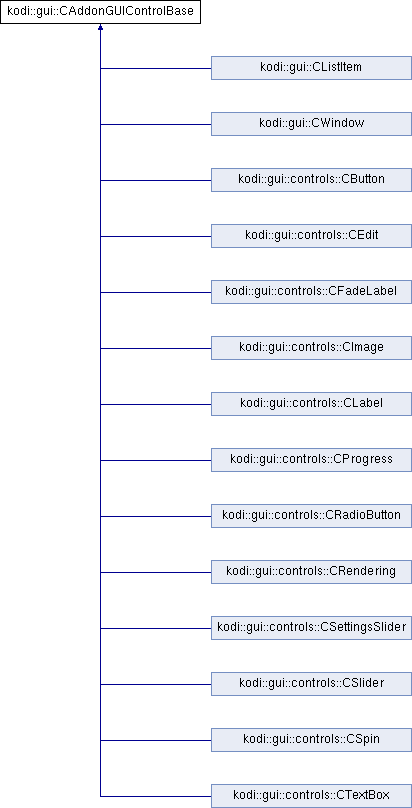 kodi::gui::CAddonGUIControlBase
kodi::gui::CListItem
kodi::gui::CWindow
kodi::gui::controls::CButton
kodi::gui::controls::CEdit
kodi::gui::controls::CFadeLabel
kodi::gui::controls::CImage
kodi::gui::controls::CLabel
kodi::gui::controls::CProgress
kodi::gui::controls::CRadioButton
kodi::gui::controls::CRendering
kodi::gui::controls::CSettingsSlider
kodi::gui::controls::CSlider
kodi::gui::controls::CSpin
kodi::gui::controls::CTextBox